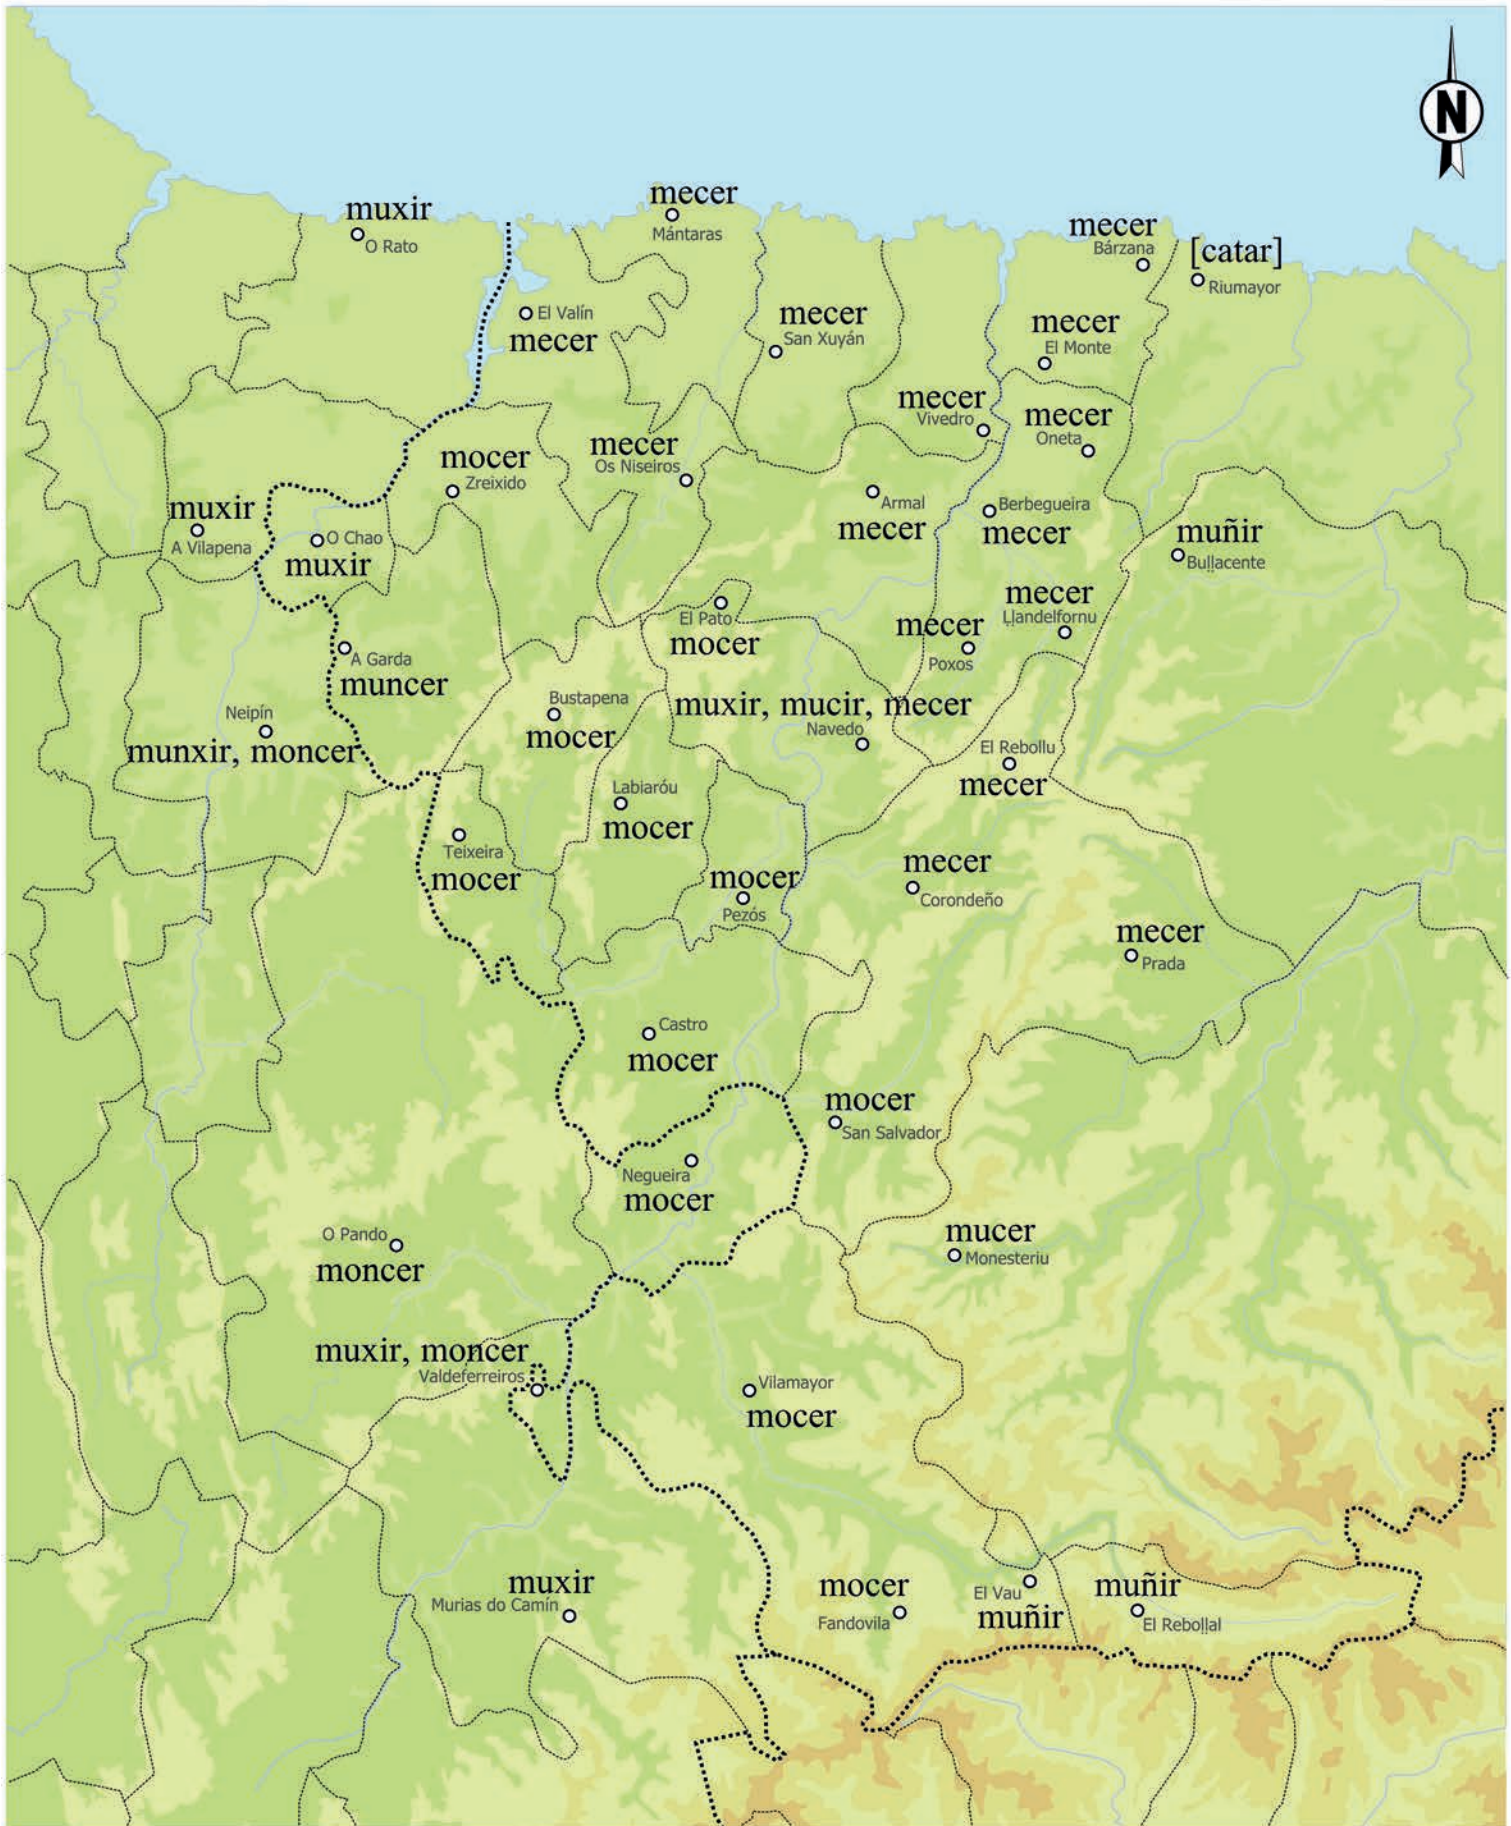 N
mecer
Mántaras
muxir
O Rato
mecer
Bárzana
[catar]
Riumayor
El Valín
mecer
mecer
San Xuyán
mecer
El Monte
mecer
Vivedro
mecer
Oneta
mecer
Os Niseiros
mocer
Zreixido
Armal
mecer
Berbegueira
mecer
muxir
A Vilapena
O Chao
muxir
muñir
Buḷḷacente
mecer
Ḷḷandelfornu
El Pato
mocer
mecer
Poxos
A Garda
muncer
Bustapena
mocer
muxir, mucir, mecer
Navedo
Neipín
munxir, moncer
El Rebollu
mecer
Labiaróu
mocer
Teixeira
mocer
mocer
Pezós
mecer
Corondeño
mecer
Prada
Castro
mocer
mocer
San Salvador
Negueira
mocer
O Pando
moncer
mucer
Monesteriu
muxir, moncer
Valdeferreiros
Vilamayor
mocer
muxir
Murias do Camín
mocer
Fandovila
El Vau
muñir
muñir
El Reboḷḷal